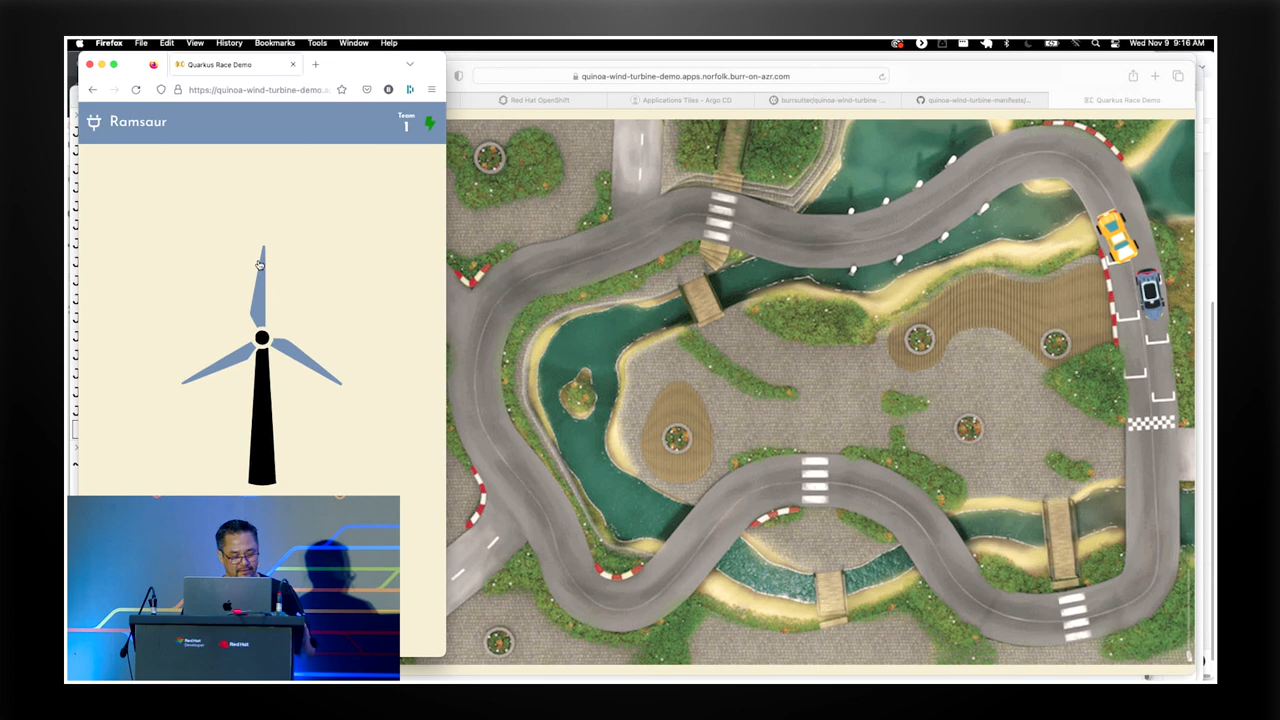 Firefox File Edit View History Bookmarks Tools Window Help
Wed Nov 9 9:16 AM
Quarkus Race Demo
https://quinoa-wind-turbine-demo.a
quinoa-wind-turbine-demo.apps.norfolk.burr-on-azr.com
Red Hat OpenShift
Applications Tiles - Argo CD
burrsutter/quinoa-wind-turbine-...
quinoa-wind-turbine-manifests/...
Quarkus Race Demo
Ramsaur
Team
1
Red Hat
Developer
Red Hat